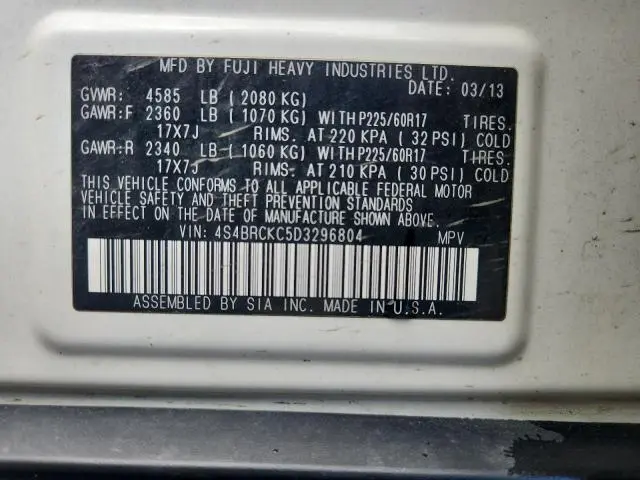 MFD BY FUJI HEAVY INDUSTRIES LTD.
DATE: 03/13
GVWR: 4585 LB ( 2080 KG)
GAWR:F 2360 LB ( 1070 KG) WITH P225/60R17 TIRES.
17X7J RIMS. AT 220 KPA ( 32 PSI) COLD
GAWR:R 2340 LB ( 1060 KG) WITH P225/60R17 TIRES.
17X7J RIMS. AT 210 KPA ( 30 PSI) COLD
THIS VEHICLE CONFORMS TO ALL APPLICABLE FEDERAL MOTOR
VEHICLE SAFETY AND THEFT PREVENTION STANDARDS
IN EFFECT ON THE DATE OF MANUFACTURE SHOWN ABOVE.
VIN: 4S4BRCKC5D3296804 MPV
ASSEMBLED BY SIA INC. MADE IN U.S.A.